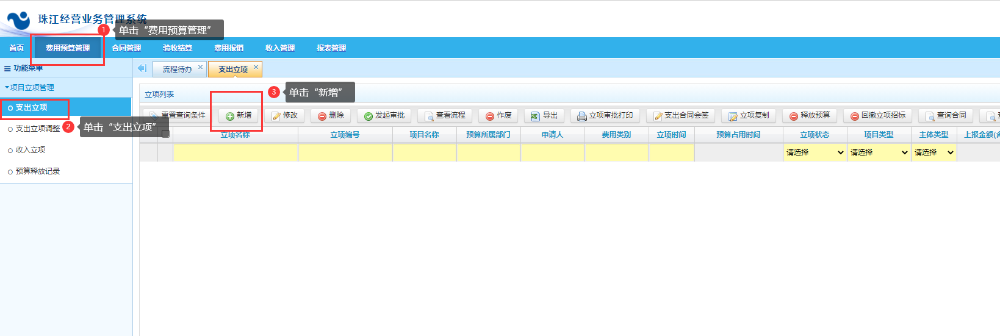 珠江经营业务管理系统
1 单击“费用预算管理”
首页 费用预算管理 合同管理 验收结算 费用报销 收入管理 报表管理
功能菜单
流程待办 × 支出立项 ×
项目立项管理
立项列表
3 单击“新增”
支出立项
重置查询条件 新增 修改 删除 发起审批 查看流程 作废 导出 立项审批打印 支出合同会签 立项复制 释放预算 回撤立项招标 查询合同
支出立项调整
2 单击“支出立项”
立项名称 立项编号 项目名称 预算所属部门 申请人 费用类别 立项时间 预算占用时间 立项状态 项目类型 主体类型 上报金额(含
收入立项
请选择 请选择 请选择
预算释放记录